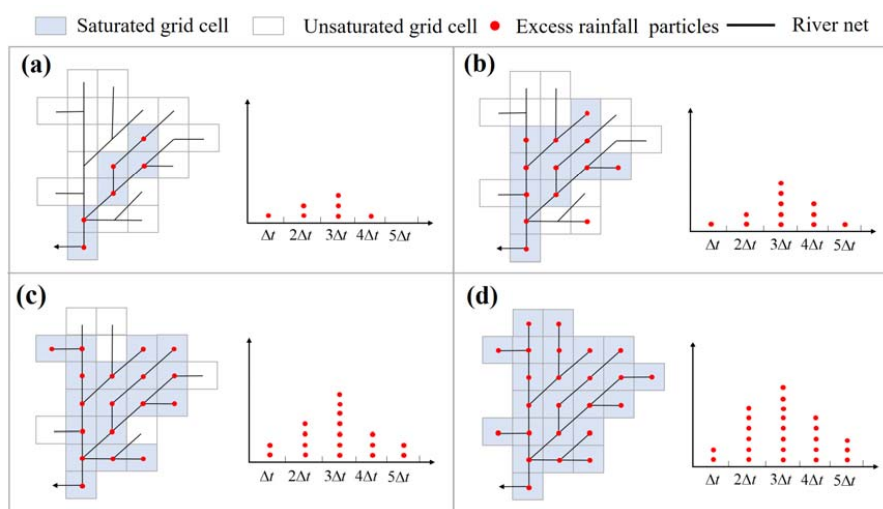 Saturated grid cell Unsaturated grid cell Excess rainfall particles River net
(a)
Δt 2Δt 3Δt 4Δt 5Δt
(b)
Δt 2Δt 3Δt 4Δt 5Δt
(c)
Δt 2Δt 3Δt 4Δt 5Δt
(d)
Δt 2Δt 3Δt 4Δt 5Δt